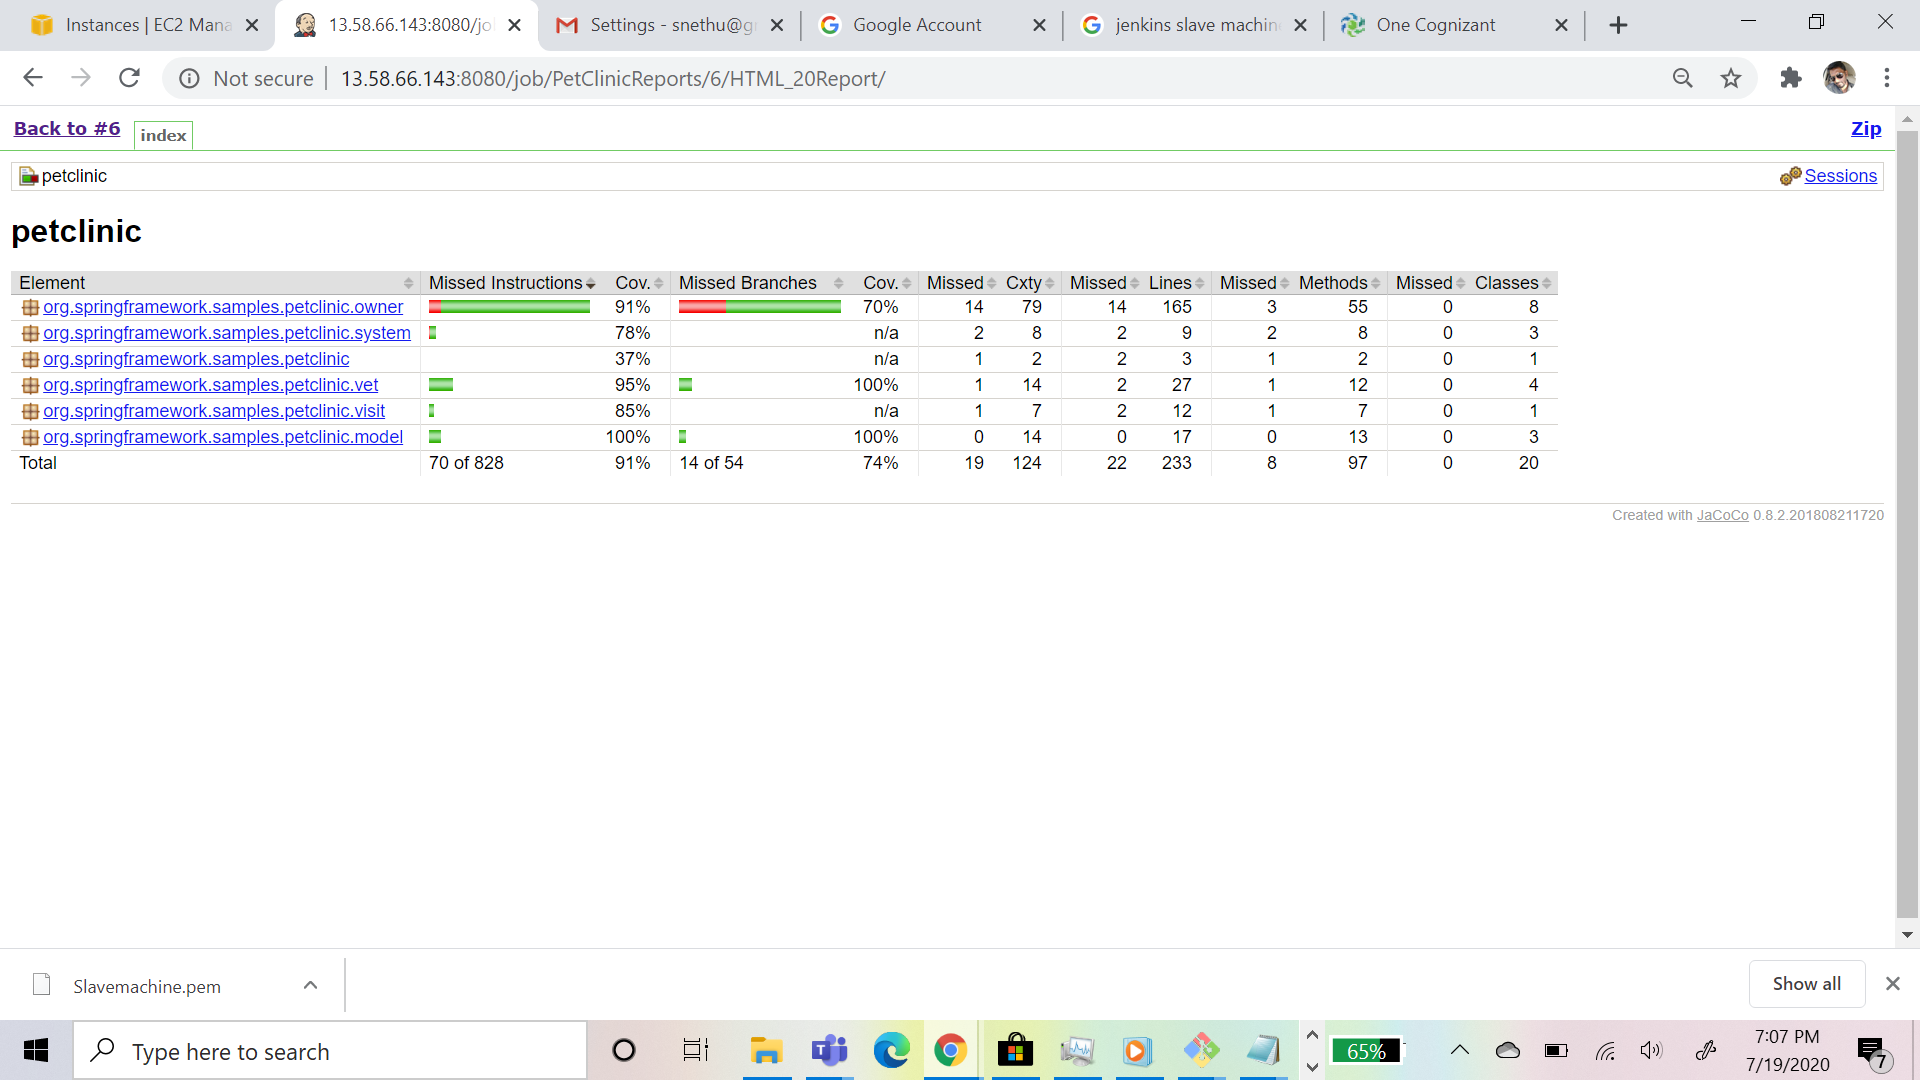 Instances | EC2 Mana
13.58.66.143:8080/jo
Settings - snethu@g
Google Account
jenkins slave machin
One Cognizant
Not secure 13.58.66.143:8080/job/PetClinicReports/6/HTML_20Report/
Back to #6 index Zip
petclinic Sessions
petclinic
Element Missed Instructions Cov. Missed Branches Cov. Missed Cxty Missed Lines Missed Methods Missed Classes
org.springframework.samples.petclinic.owner 91% 70% 14 79 14 165 3 55 0 8
org.springframework.samples.petclinic.system 78% n/a 2 8 2 9 2 8 0 3
org.springframework.samples.petclinic 37% n/a 1 2 2 3 1 2 0 1
org.springframework.samples.petclinic.vet 95% 100% 1 14 2 27 1 12 0 4
org.springframework.samples.petclinic.visit 85% n/a 1 7 2 12 1 7 0 1
org.springframework.samples.petclinic.model 100% 100% 0 14 0 17 0 13 0 3
Total 70 of 828 91% 14 of 54 74% 19 124 22 233 8 97 0 20
Created with JaCoCo 0.8.2.201808211720
Slavemachine.pem
Show all
Type here to search
65%
7:07 PM
7/19/2020
7